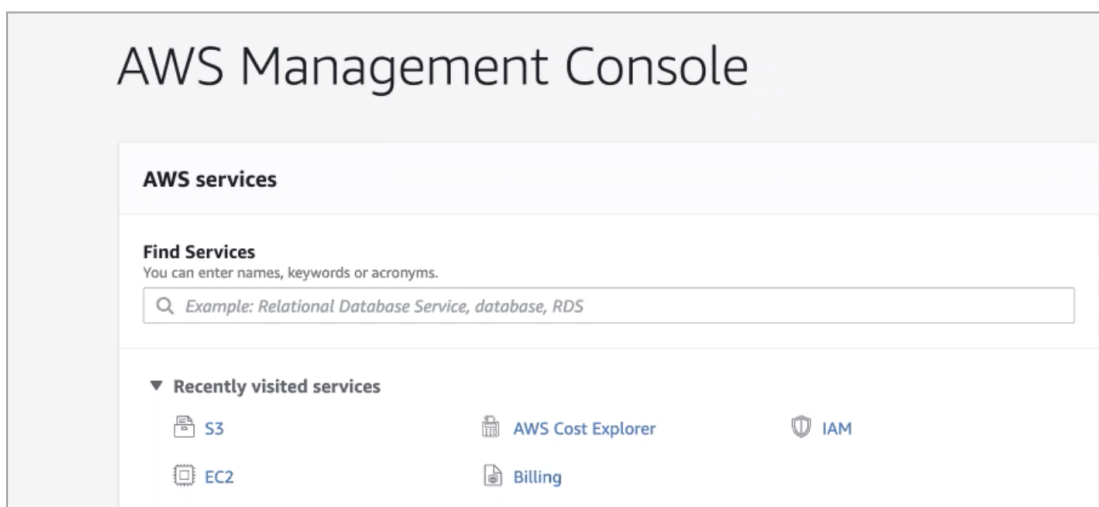 AWS Management Console
AWS services
Find Services
You can enter names, keywords or acronyms.
Example: Relational Database Service, database, RDS
Recently visited services
S3
AWS Cost Explorer
IAM
EC2
Billing